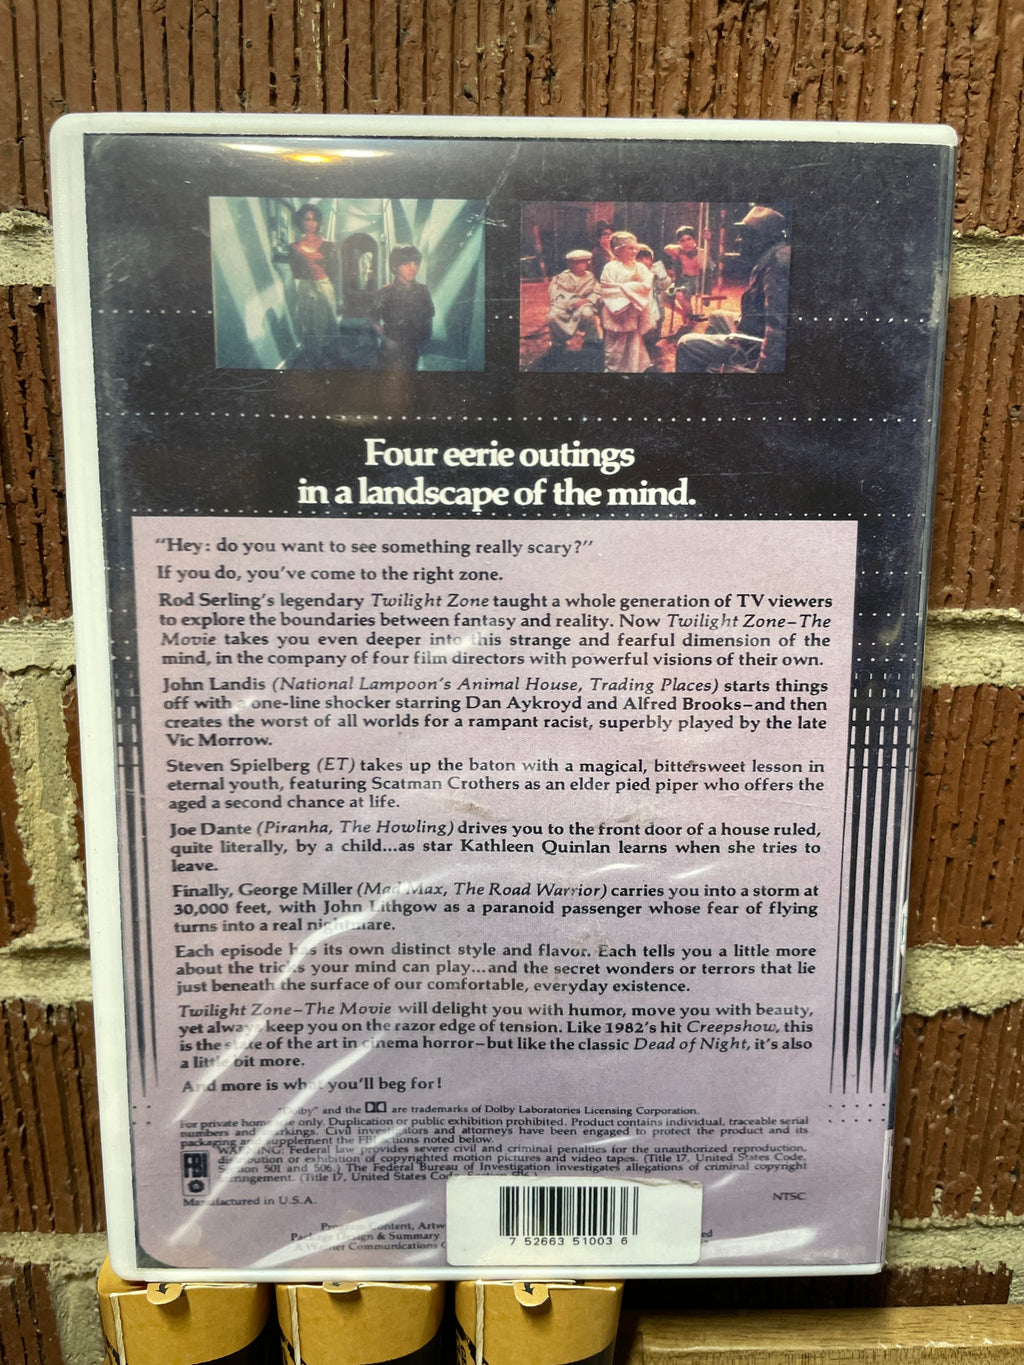 Four eerie outings
in a landscape of the mind.
"Hey: do you want to see something really scary?"
If you do, you've come to the right zone.
Rod Serling's legendary Twilight Zone taught a whole generation of TV viewers
to explore the boundaries between fantasy and reality. Now Twilight Zone–The
Movie takes you even deeper into this strange and fearful dimension of the
mind, in the company of four film directors with powerful visions of their own.
John Landis (National Lampoon's Animal House, Trading Places) starts things
off with a one-line shocker starring Dan Aykroyd and Alfred Brooks–and then
creates the worst of all worlds for a rampant racist, superbly played by the late
Vic Morrow.
Steven Spielberg (ET) takes up the baton with a magical, bittersweet lesson in
eternal youth, featuring Scatman Crothers as an elder pied piper who offers the
aged a second chance at life.
Joe Dante (Piranha, The Howling) drives you to the front door of a house ruled,
quite literally, by a child...as star Kathleen Quinlan learns when she tries to
leave.
Finally, George Miller (Mad Max, The Road Warrior) carries you into a storm at
30,000 feet, with John Lithgow as a paranoid passenger whose fear of flying
turns into a real nightmare.
Each episode has its own distinct style and flavor. Each tells you a little more
about the tricks your mind can play...and the secret wonders or terrors that lie
just beneath the surface of our comfortable, everyday existence.
Twilight Zone–The Movie will delight you with humor, move you with beauty,
yet always keep you on the razor edge of tension. Like 1982's hit Creepshow, this
is the state of the art in cinema horror–but like the classic Dead of Night, it's also
a little bit more.
And more is what you'll beg for!
"Dolby" and the DD are trademarks of Dolby Laboratories Licensing Corporation.
For private home use only. Duplication or public exhibition prohibited. Product contains individual, traceable serial
numbers and markings. Civil investigators and attorneys have been engaged to protect the product and its
packaging and supplement the FBI actions noted below.
FBI WARNING: Federal law provides severe civil and criminal penalties for the unauthorized reproduction,
distribution or exhibition of copyrighted motion pictures and video tapes. (Title 17, United States Code,
Section 501 and 506.) The Federal Bureau of Investigation investigates allegations of criminal copyright
infringement. (Title 17, United States Code, Section 506.)
Manufactured in U.S.A. NTSC
Program Content,
Package Design & Summary
A Warner Communications
7 52663 51003 6